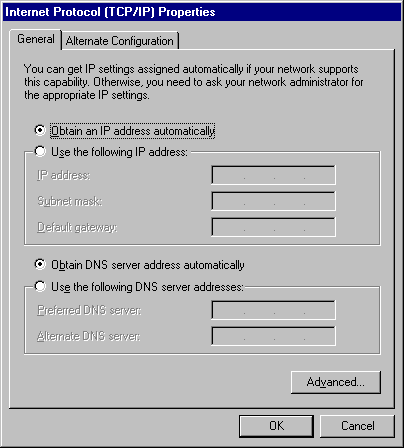 Internet Protocol (TCP/IP) Properties
General
Alternate Configuration
You can get IP settings assigned automatically if your network supports
this capability. Otherwise, you need to ask your network administrator for
the appropriate IP settings.
Obtain an IP address automatically
Use the following IP address:
IP address:
Subnet mask:
Default gateway:
Obtain DNS server address automatically
Use the following DNS server addresses:
Preferred DNS server:
Alternate DNS server:
Advanced...
OK
Cancel